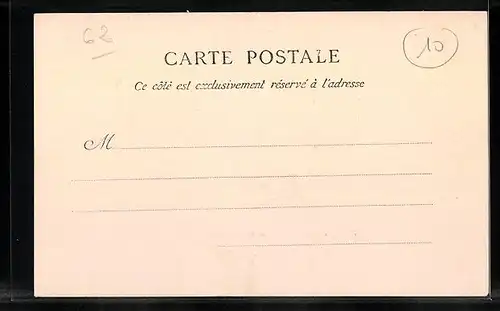 62
10
CARTE POSTALE
Ce côté est exclusivement réservé à l'adresse
M